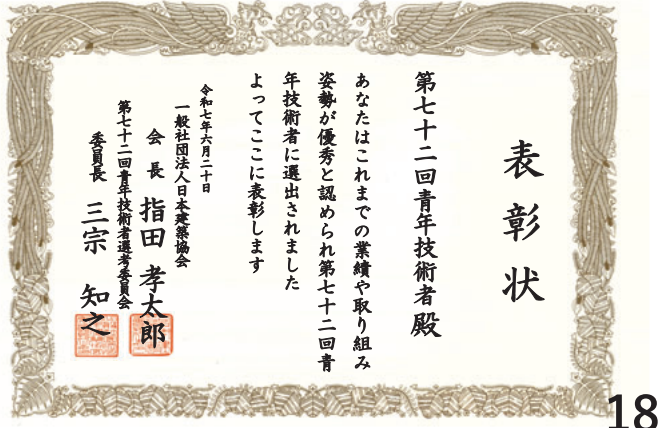 表彰状
第七十二回青年技術者殿
あなたはこれまでの業績や取り組み
姿勢が優秀と認められ第七十二回青
年技術者に選出されました
よってここに表彰します
令和七年六月二十日
一般社団法人日本建築協会
会長 指田 孝太郎
第七十二回青年技術者選考委員会
委員長 三宗 知之
18